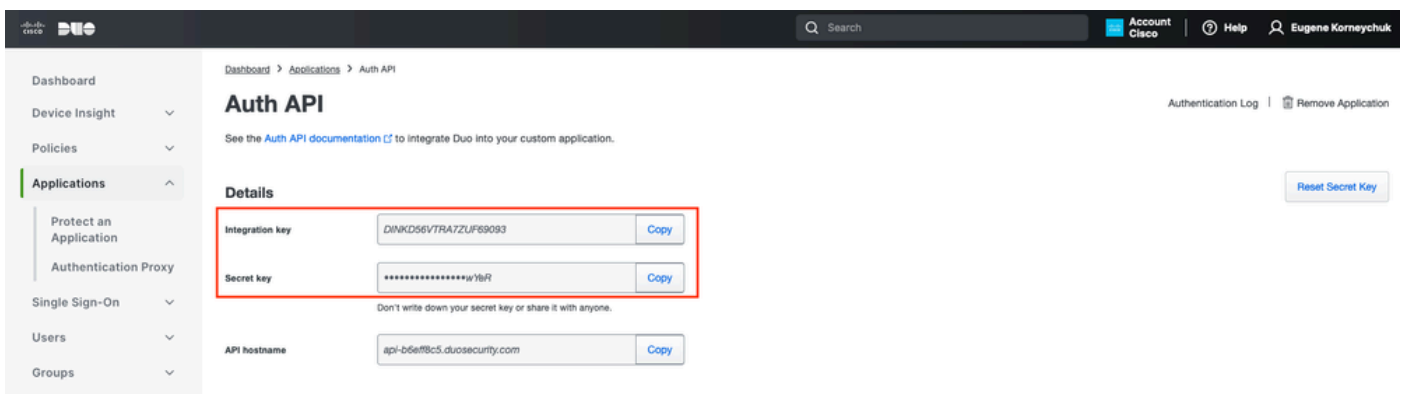 CISCO DUO
Search
Account Cisco
Help
Eugene Korneychuk
Dashboard
Device Insight
Policies
Applications
Protect an
Application
Authentication Proxy
Single Sign-On
Users
Groups
Dashboard > Applications > Auth API
Auth API
Authentication Log | Remove Application
See the Auth API documentation to integrate Duo into your custom application.
Reset Secret Key
Details
Integration key DINKD56VTRA7ZUF69093 Copy
Secret key ••••••••••••••••wYbR Copy
Don't write down your secret key or share it with anyone.
API hostname api-b6eff8c5.duosecurity.com Copy